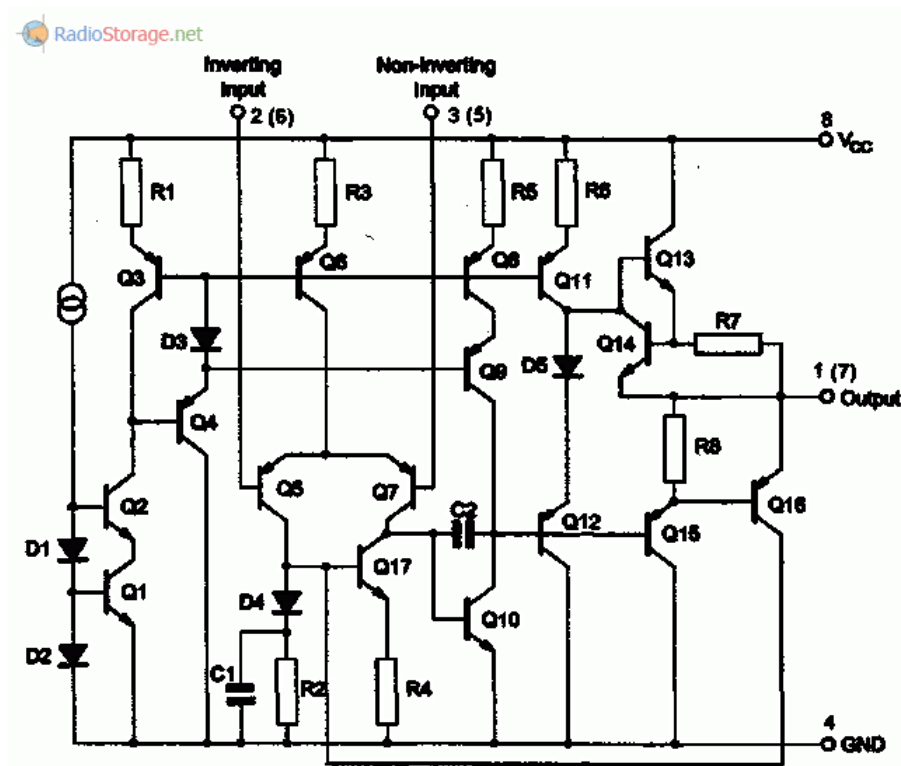 RadioStorage.net
Inverting
Input
2 (6)
Non-Inverting
Input
3 (5)
8
VCC
R1
R3
R5
R6
Q3
Q6
Q8
Q11
Q13
D3
Q14
R7
D5
Q9
1 (7)
Output
Q4
R8
Q5
Q7
Q2
C2
Q12
Q15
Q16
D1
Q17
Q1
D4
Q10
D2
C1
R2
R4
4
GND